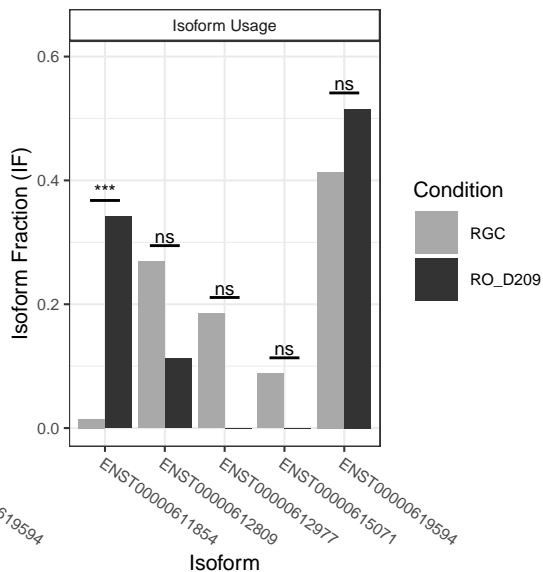 Isoform Usage
0.6
0.4
0.2
0.0
Isoform Fraction (IF)
***
ns
ns
ns
ns
Condition
RGC
RO_D209
ENST00000611854
ENST00000612809
ENST00000612977
ENST00000615071
ENST00000619594
619594
Isoform